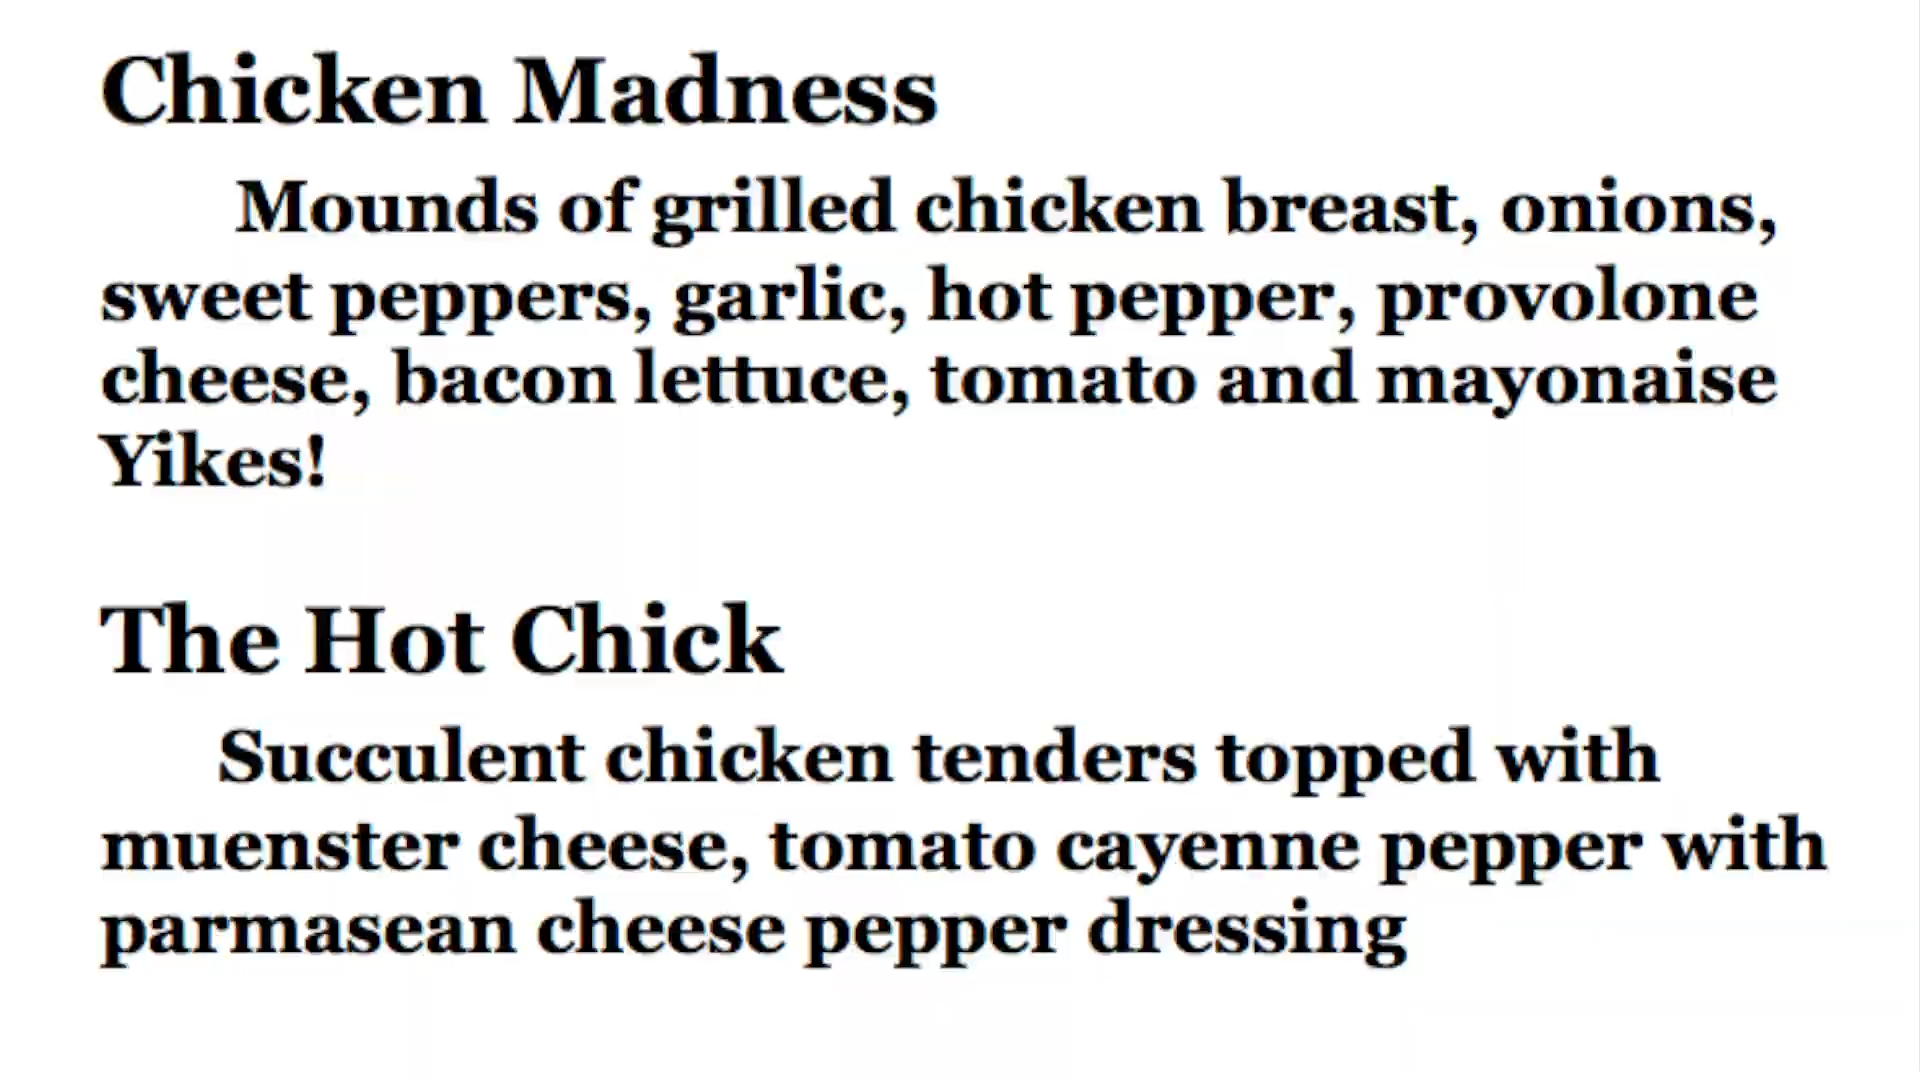 Chicken Madness
Mounds of grilled chicken breast, onions,
sweet peppers, garlic, hot pepper, provolone
cheese, bacon lettuce, tomato and mayonaise
Yikes!
The Hot Chick
Succulent chicken tenders topped with
muenster cheese, tomato cayenne pepper with
parmasean cheese pepper dressing